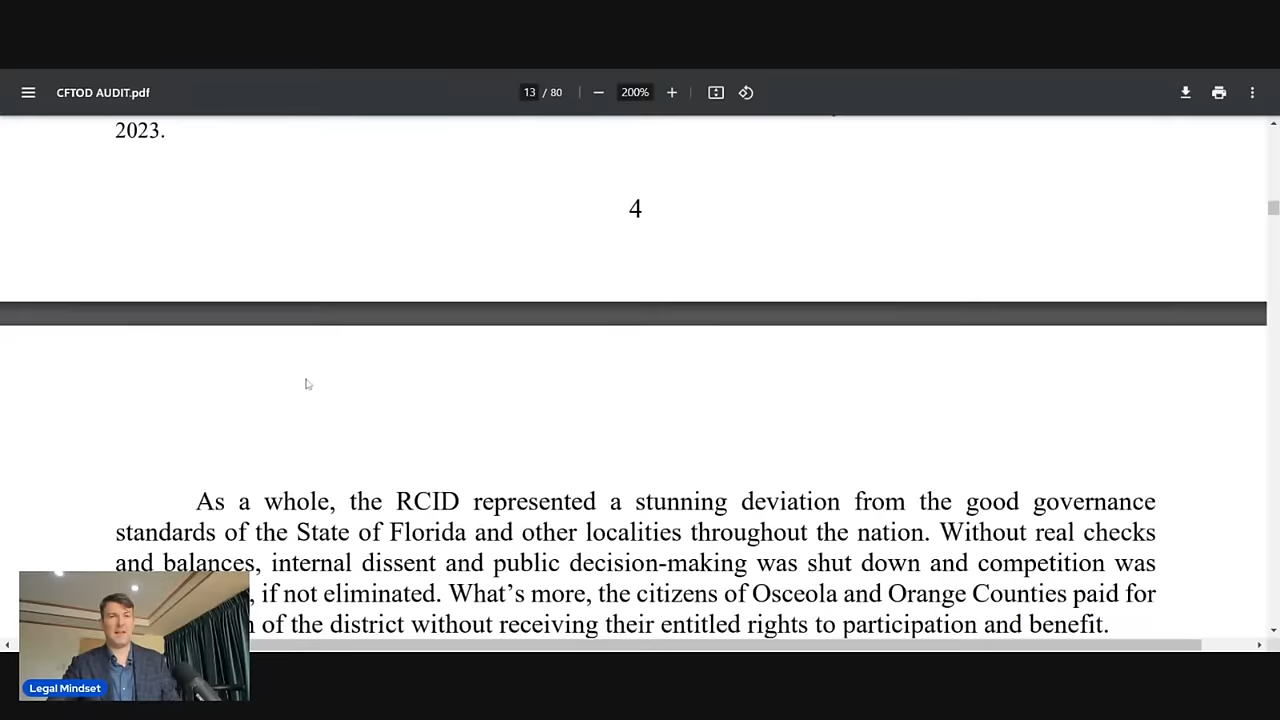 CFTOD AUDIT.pdf
13 / 80
200%
2023.
4
As a whole, the RCID represented a stunning deviation from the good governance
standards of the State of Florida and other localities throughout the nation. Without real checks
and balances, internal dissent and public decision-making was shut down and competition was
, if not eliminated. What's more, the citizens of Osceola and Orange Counties paid for
of the district without receiving their entitled rights to participation and benefit.
Legal Mindset